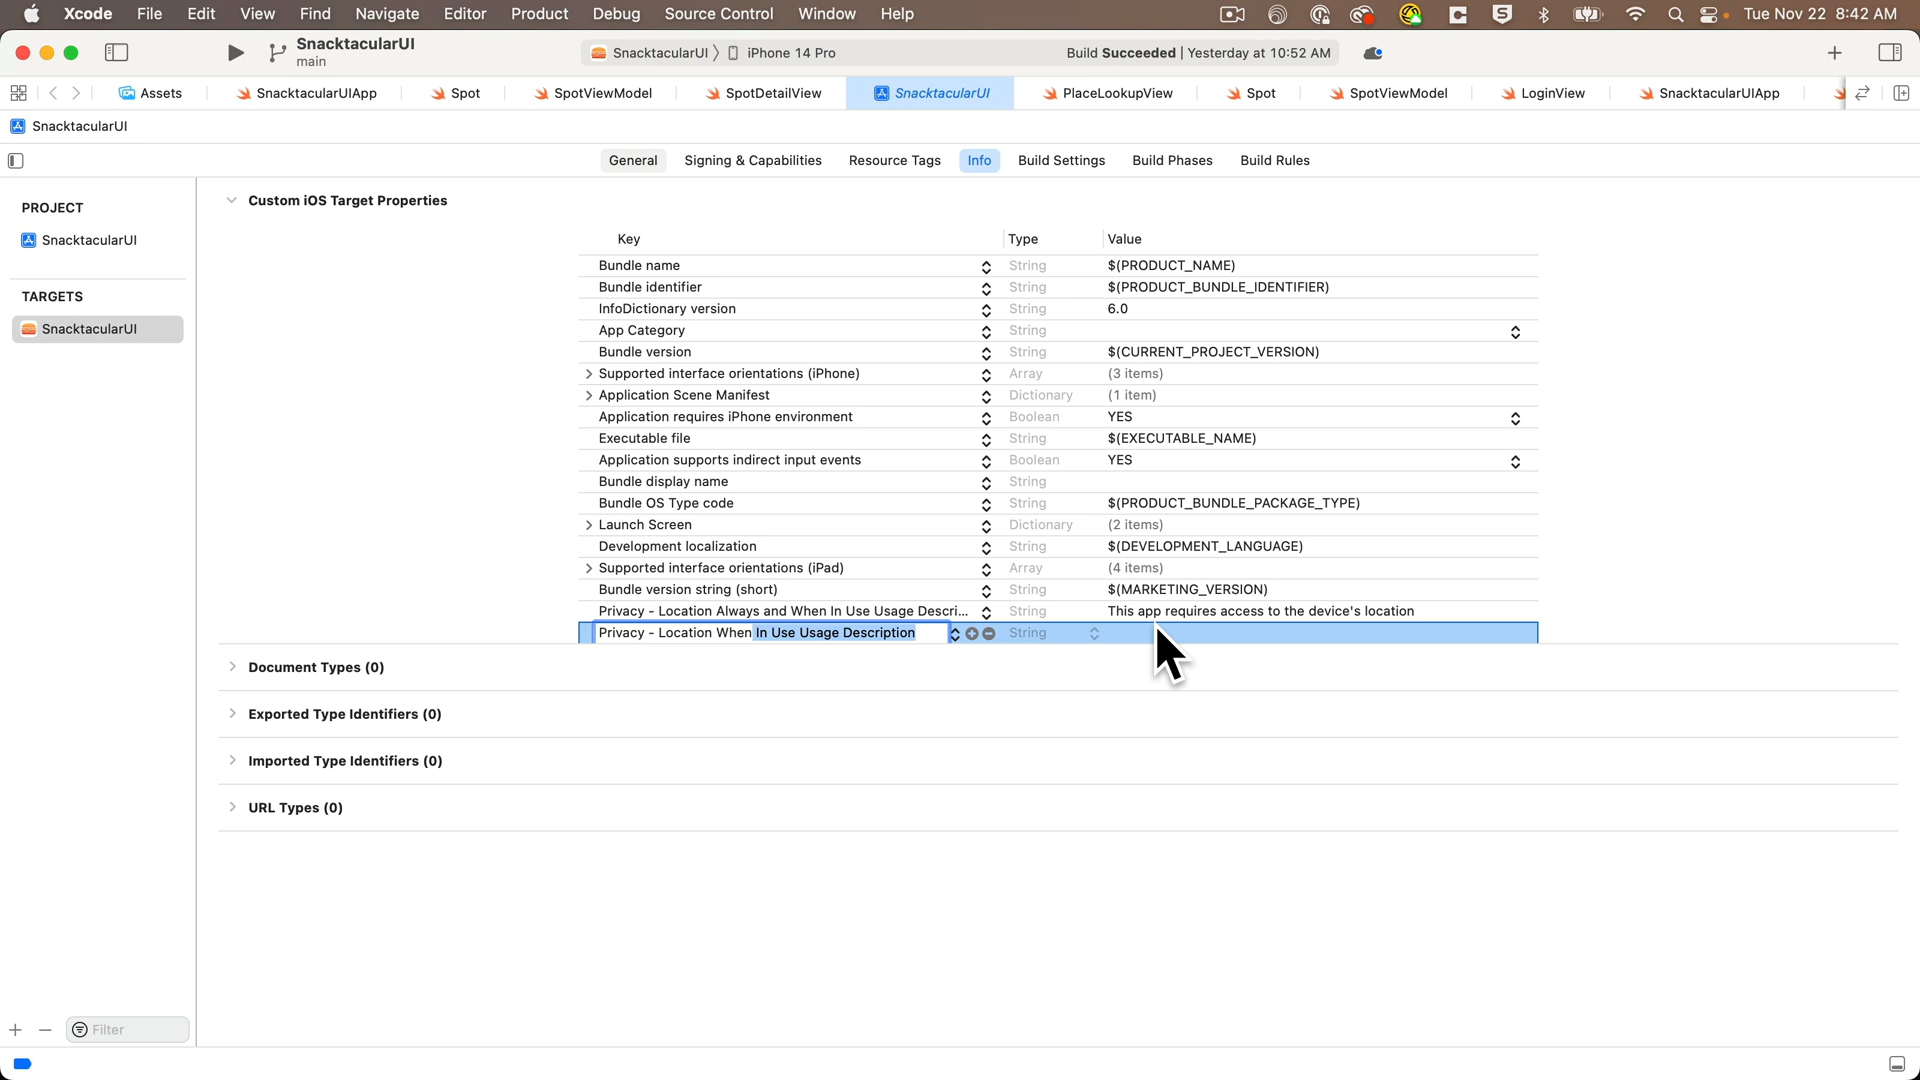 Xcode File Edit View Find Navigate Editor Product Debug Source Control Window Help Tue Nov 22 8:42 AM
SnacktacularUI
main
SnacktacularUI iPhone 14 Pro Build Succeeded | Yesterday at 10:52 AM
Assets SnacktacularUIApp Spot SpotViewModel SpotDetailView SnacktacularUI PlaceLookupView Spot SpotViewModel LoginView SnacktacularUIApp
SnacktacularUI
General Signing & Capabilities Resource Tags Info Build Settings Build Phases Build Rules
PROJECT
SnacktacularUI
TARGETS
SnacktacularUI
Custom iOS Target Properties
Key Type Value
Bundle name String $(PRODUCT_NAME)
Bundle identifier String $(PRODUCT_BUNDLE_IDENTIFIER)
InfoDictionary version String 6.0
App Category String
Bundle version String $(CURRENT_PROJECT_VERSION)
Supported interface orientations (iPhone) Array (3 items)
Application Scene Manifest Dictionary (1 item)
Application requires iPhone environment Boolean YES
Executable file String $(EXECUTABLE_NAME)
Application supports indirect input events Boolean YES
Bundle display name String
Bundle OS Type code String $(PRODUCT_BUNDLE_PACKAGE_TYPE)
Launch Screen Dictionary (2 items)
Development localization String $(DEVELOPMENT_LANGUAGE)
Supported interface orientations (iPad) Array (4 items)
Bundle version string (short) String $(MARKETING_VERSION)
Privacy - Location Always and When In Use Usage Descri... String This app requires access to the device's location
Privacy - Location When In Use Usage Description String
Document Types (0)
Exported Type Identifiers (0)
Imported Type Identifiers (0)
URL Types (0)
Filter